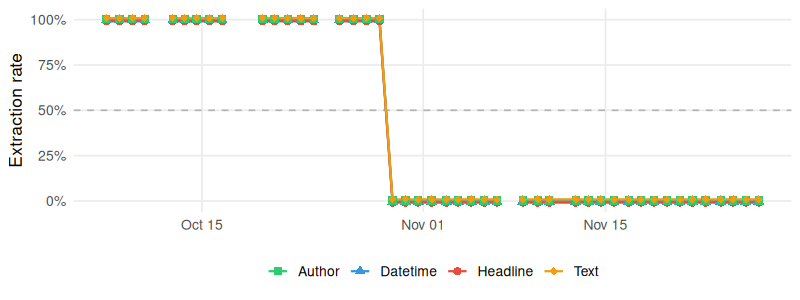 Extraction rate
100%
75%
50%
25%
0%
Oct 15 Nov 01 Nov 15
Author Datetime Headline Text